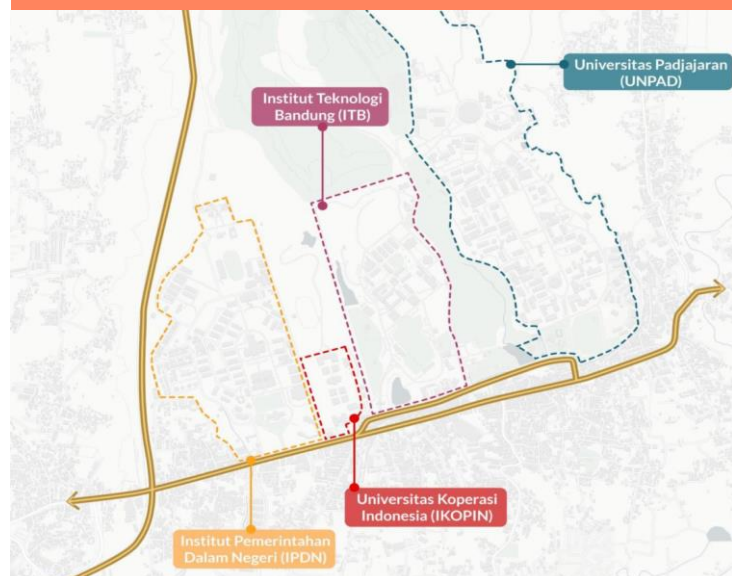 Universitas Padjajaran
(UNPAD)
Institut Teknologi
Bandung (ITB)
Universitas Koperasi
Indonesia (IKOPIN)
Institut Pemerintahan
Dalam Negeri (IPDN)